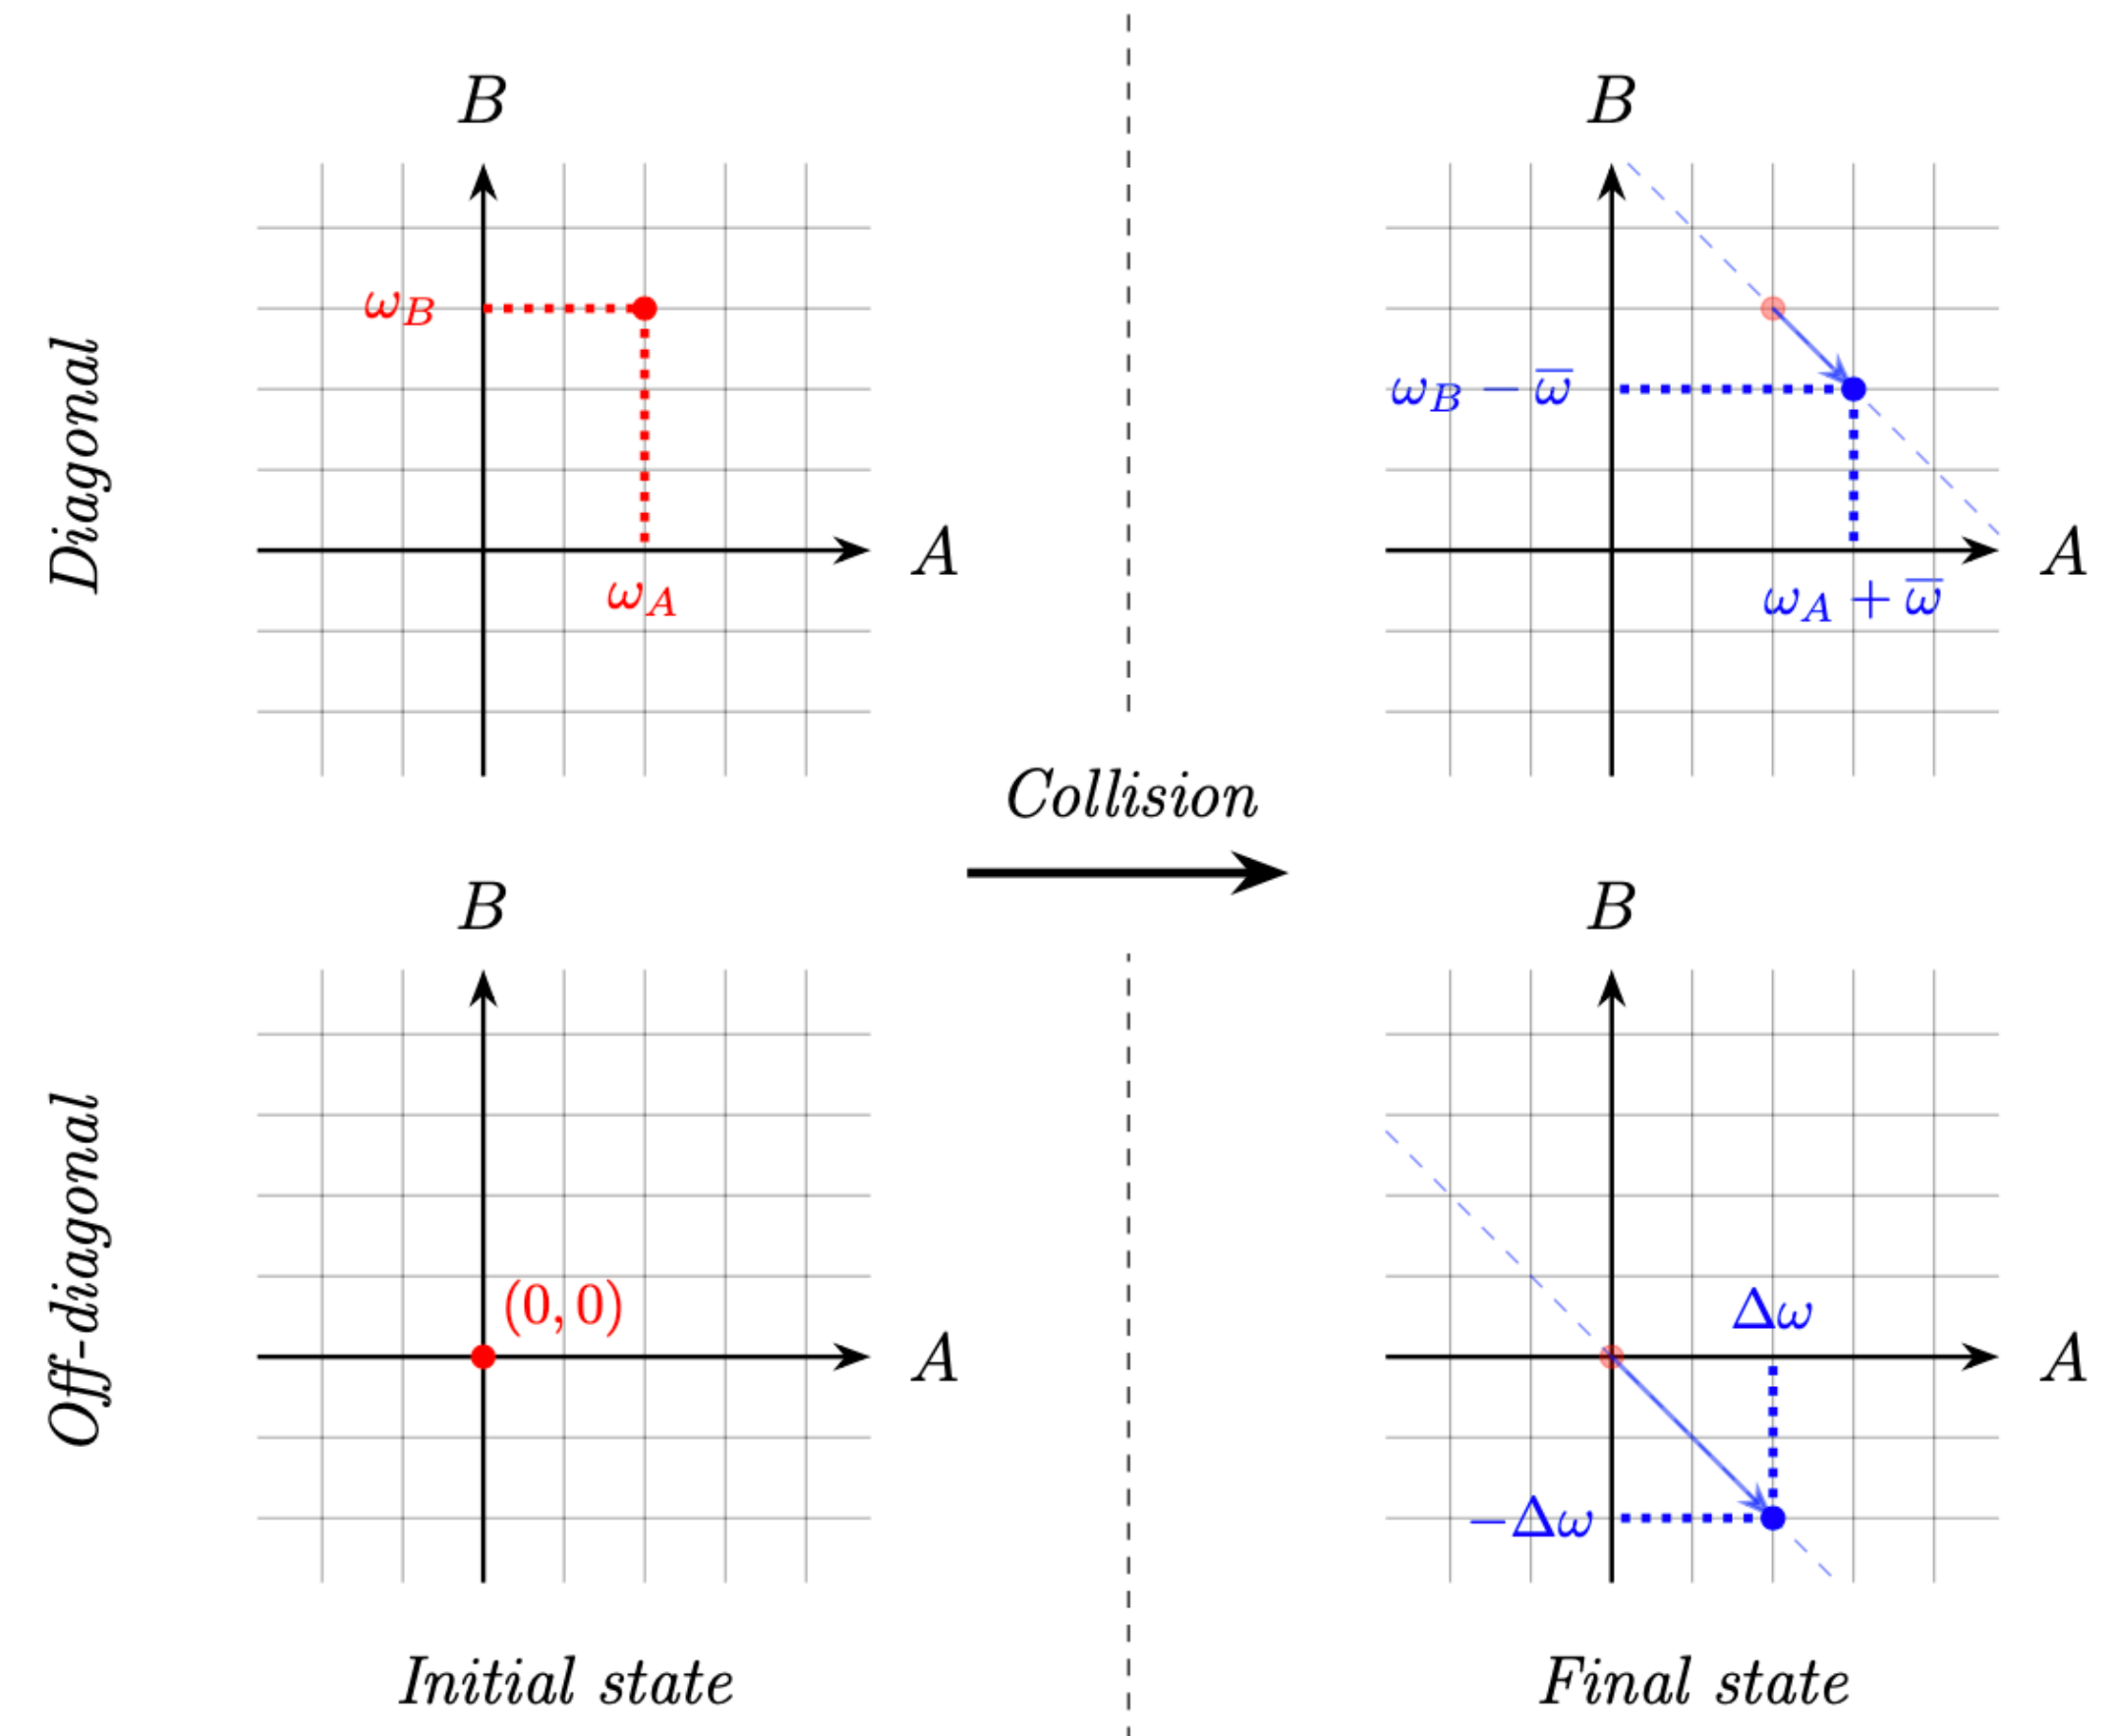 B
B
Diagonal
ω_B
ω_B − ω̅
A
A
ω_A
ω_A + ω̅
Collision
B
B
Off-diagonal
(0, 0)
Δω
A
A
−Δω
Initial state
Final state